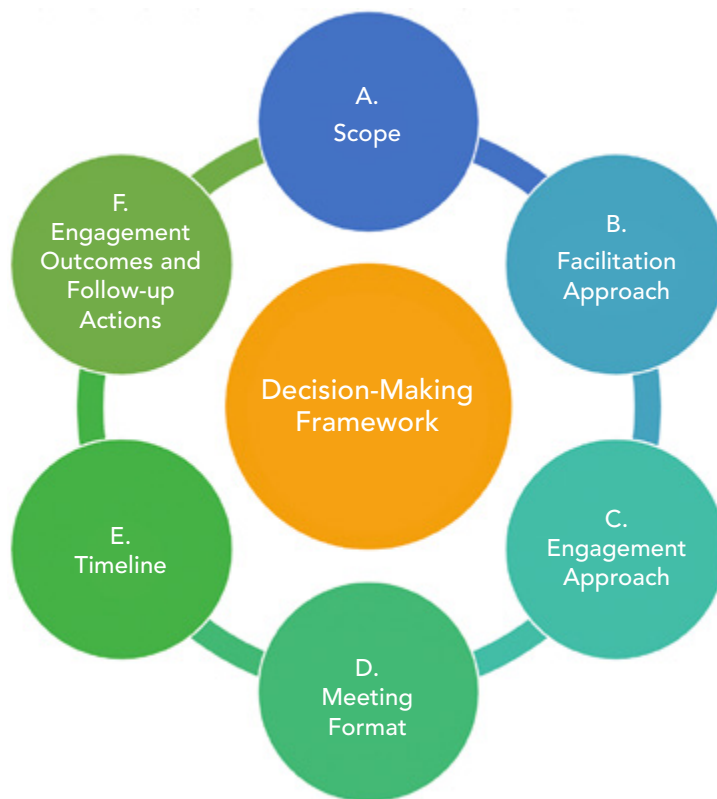 A.
Scope
B.
Facilitation
Approach
C.
Engagement
Approach
D.
Meeting
Format
E.
Timeline
F.
Engagement
Outcomes and
Follow-up
Actions
Decision-Making
Framework